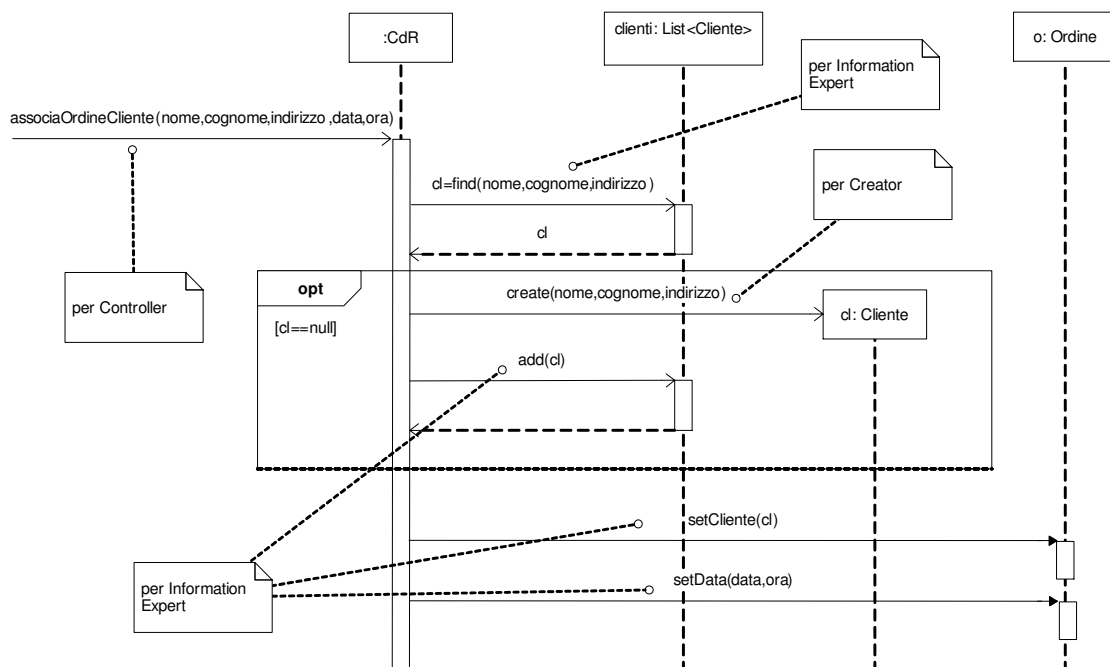 :CdR
clienti: List<Cliente>
o: Ordine
per Information
Expert
associaOrdineCliente(nome,cognome,indirizzo ,data,ora)
cl=find(nome,cognome,indirizzo )
per Creator
cl
per Controller
opt
[cl==null]
create(nome,cognome,indirizzo)
cl: Cliente
add(cl)
setCliente(cl)
per Information
Expert
setData(data,ora)